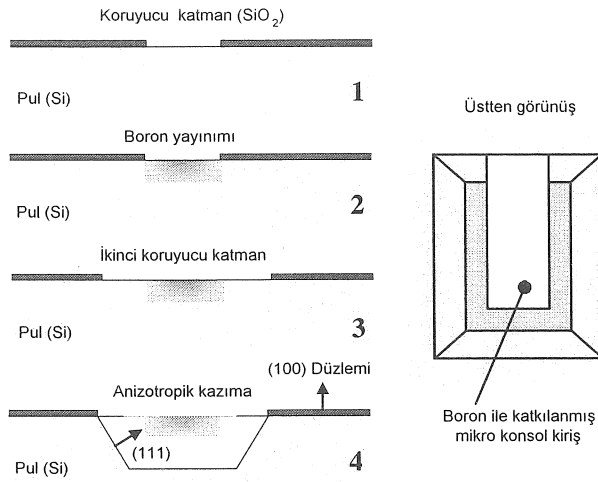 Koruyucu katman (SiO2)
Pul (Si)
1
Boron yayınımı
Pul (Si)
2
İkinci koruyucu katman
Pul (Si)
3
(100) Düzlemi
Anizotropik kazıma
(111)
Pul (Si)
4
Üstten görünüş
Boron ile katkılanmış
mikro konsol kiriş